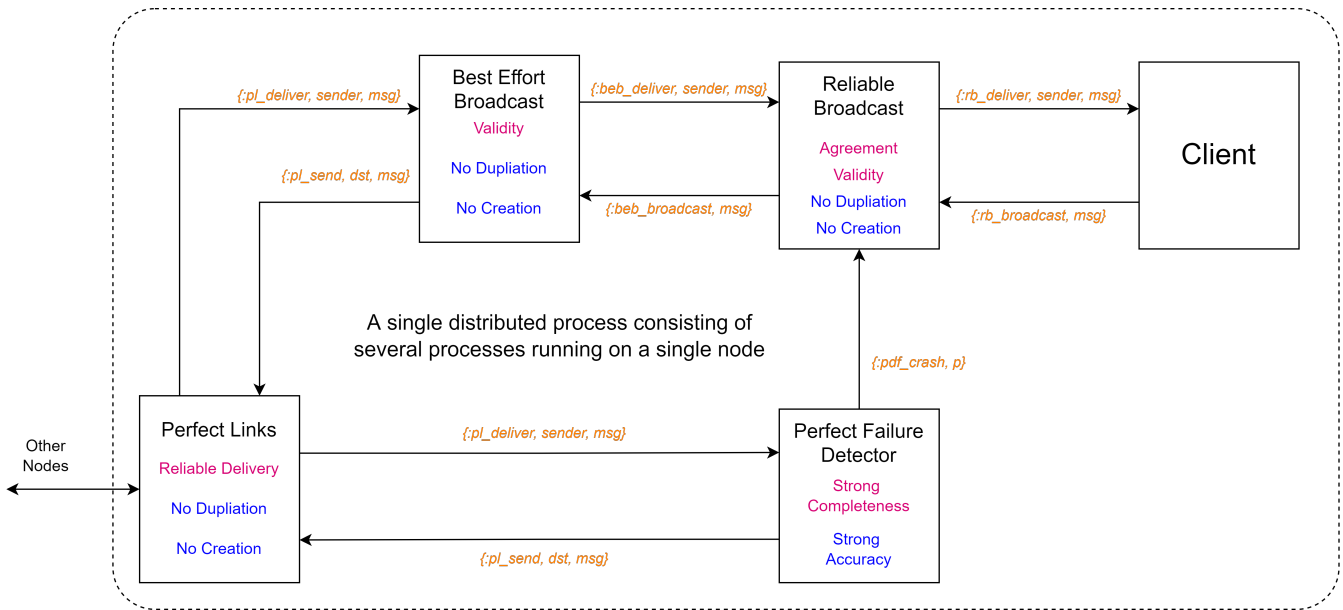 Best Effort
Broadcast
Validity
No Dupliation
No Creation
Reliable
Broadcast
Agreement
Validity
No Dupliation
No Creation
Client
{:pl_deliver, sender, msg}
{:beb_deliver, sender, msg}
{:rb_deliver, sender, msg}
{:pl_send, dst, msg}
{:beb_broadcast, msg}
{:rb_broadcast, msg}
A single distributed process consisting of
several processes running on a single node
{:pdf_crash, p}
Other
Nodes
Perfect Links
Reliable Delivery
No Dupliation
No Creation
{:pl_deliver, sender, msg}
{:pl_send, dst, msg}
Perfect Failure
Detector
Strong
Completeness
Strong
Accuracy